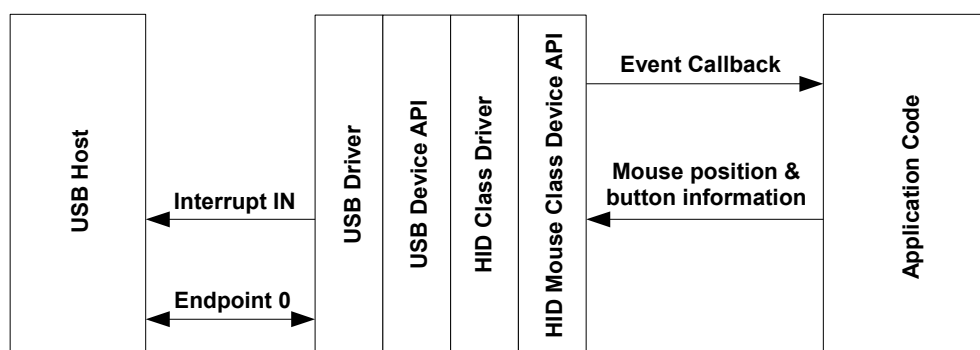 USB Host
Interrupt IN
Endpoint 0
USB Driver
USB Device API
HID Class Driver
HID Mouse Class Device API
Event Callback
Mouse position &
button information
Application Code